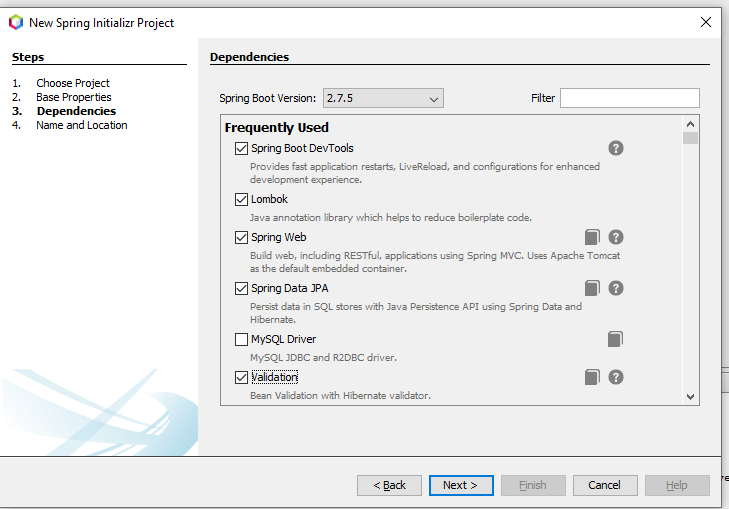 New Spring Initializr Project
Steps
1. Choose Project
2. Base Properties
3. Dependencies
4. Name and Location
Dependencies
Spring Boot Version: 2.7.5
Filter
Frequently Used
Spring Boot DevTools
Provides fast application restarts, LiveReload, and configurations for enhanced
development experience.
Lombok
Java annotation library which helps to reduce boilerplate code.
Spring Web
Build web, including RESTful, applications using Spring MVC. Uses Apache Tomcat
as the default embedded container.
Spring Data JPA
Persist data in SQL stores with Java Persistence API using Spring Data and
Hibernate.
MySQL Driver
MySQL JDBC and R2DBC driver.
Validation
Bean Validation with Hibernate validator.
< Back
Next >
Finish
Cancel
Help